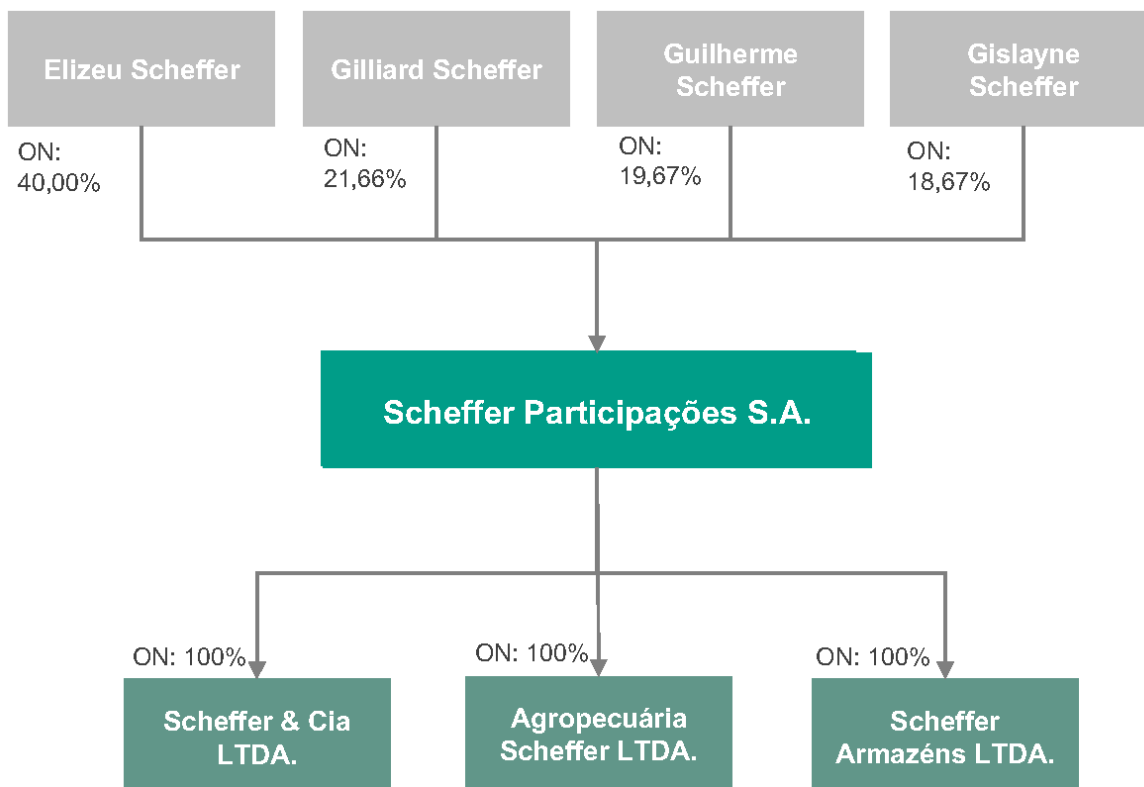 Elizeu Scheffer
Gilliard Scheffer
Guilherme
Scheffer
Gislayne
Scheffer
ON:
40,00%
ON:
21,66%
ON:
19,67%
ON:
18,67%
Scheffer Participações S.A.
ON: 100%
ON: 100%
ON: 100%
Scheffer & Cia
LTDA.
Agropecuária
Scheffer LTDA.
Scheffer
Armazéns LTDA.